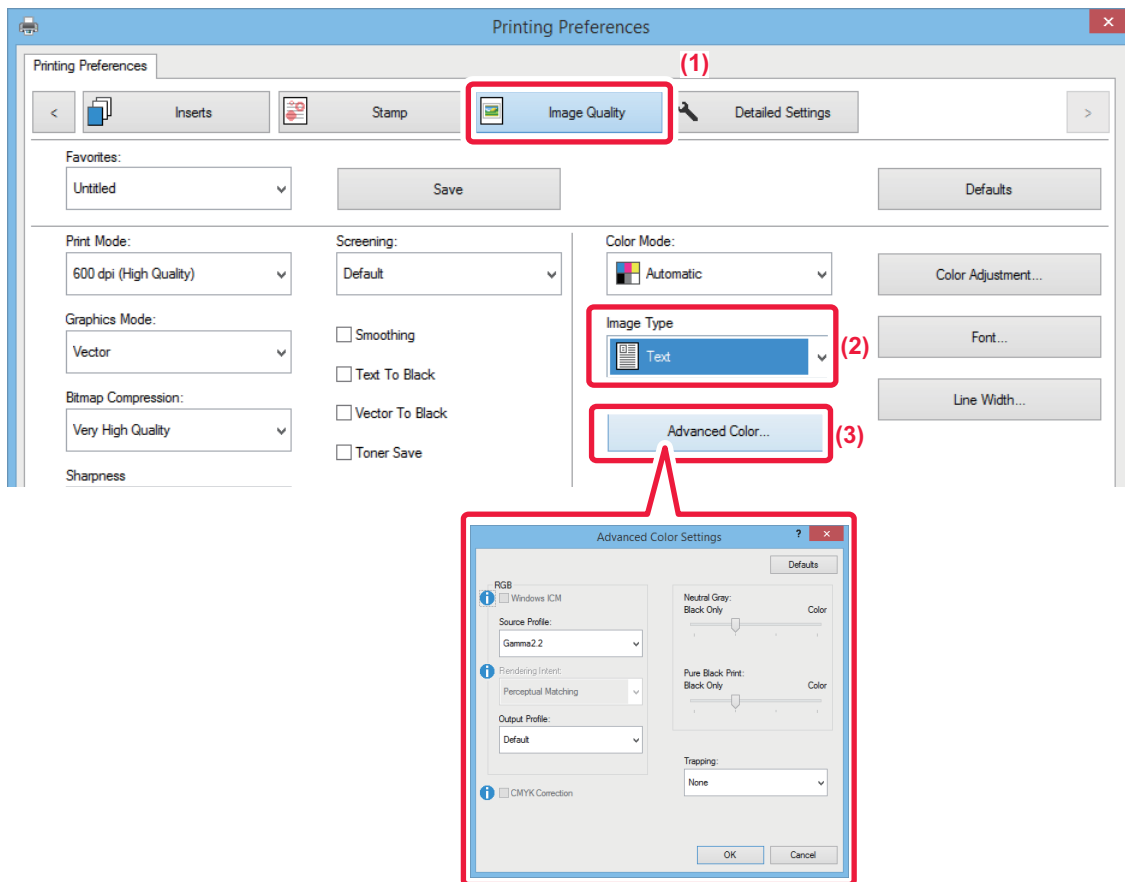 Printing Preferences
Printing Preferences
(1)
<
Inserts
Stamp
Image Quality
Detailed Settings
>
Favorites:
Untitled
Save
Defaults
Print Mode:
Screening:
Color Mode:
600 dpi (High Quality)
Default
Automatic
Color Adjustment...
Graphics Mode:
Vector
Smoothing
Text To Black
Image Type
Text
(2)
Font...
Bitmap Compression:
Very High Quality
Vector To Black
Toner Save
Advanced Color...
(3)
Line Width...
Sharpness
Advanced Color Settings
?
Defaults
RGB
Windows ICM
Source Profile:
Gamma2.2
Rendering Intent:
Perceptual Matching
Output Profile:
Default
CMYK Correction
Neutral Gray:
Black Only Color
Pure Black Print:
Black Only Color
Trapping:
None
OK
Cancel